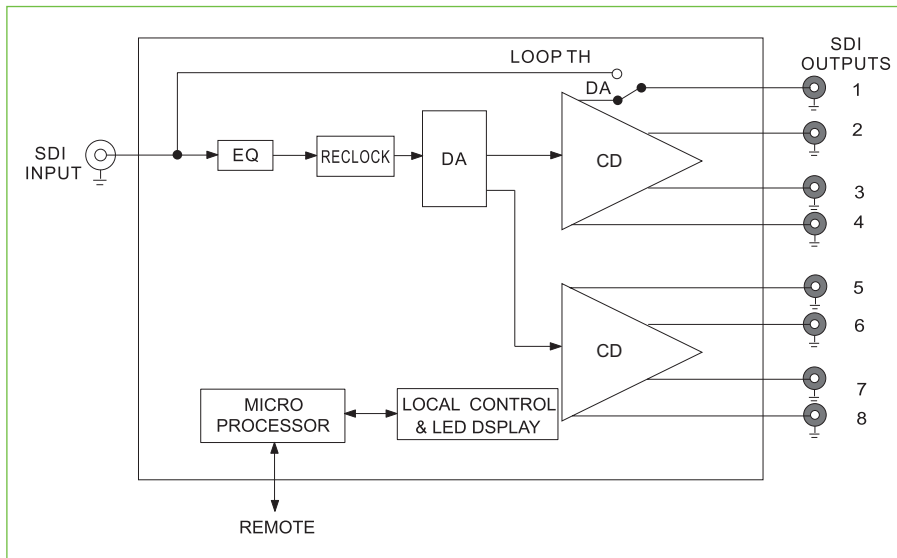 LOOP TH
SDI
OUTPUTS
DA
1
2
SDI
INPUT
EQ
RECLOCK
DA
CD
3
4
5
6
CD
7
8
MICRO
PROCESSOR
LOCAL CONTROL
& LED DSPLAY
REMOTE